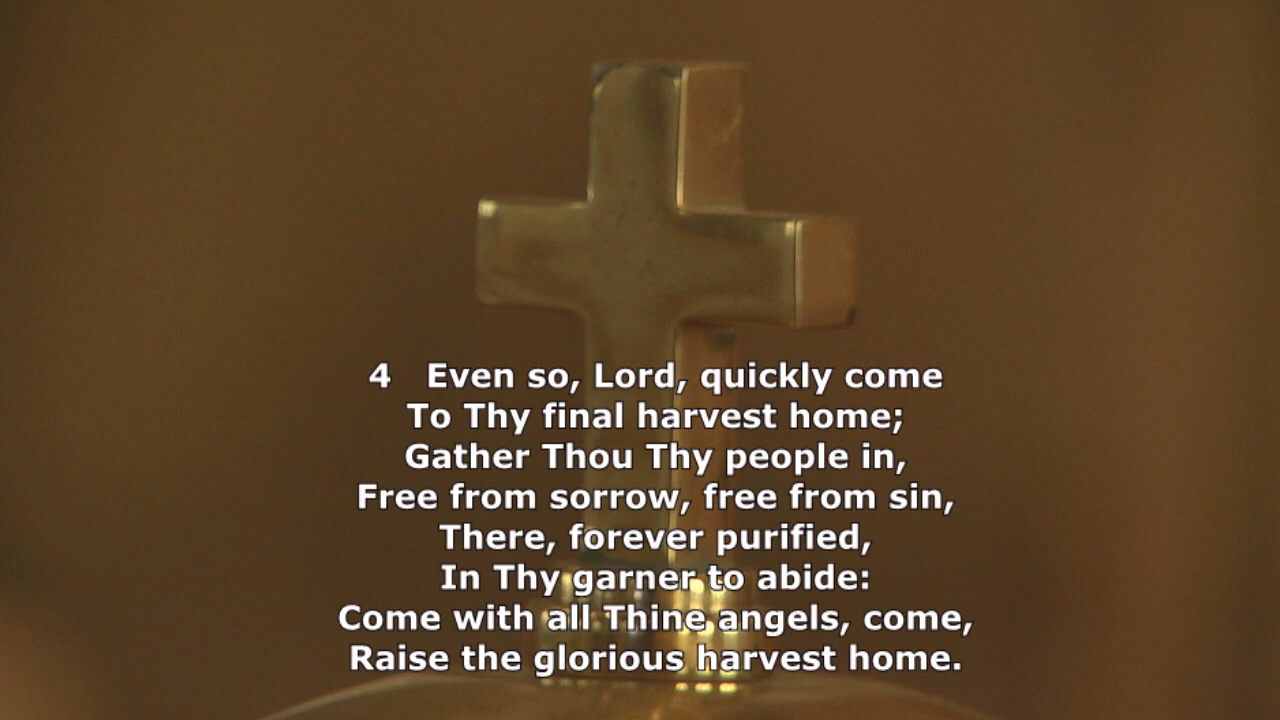 4 Even so, Lord, quickly come
To Thy final harvest home;
Gather Thou Thy people in,
Free from sorrow, free from sin,
There, forever purified,
In Thy garner to abide:
Come with all Thine angels, come,
Raise the glorious harvest home.